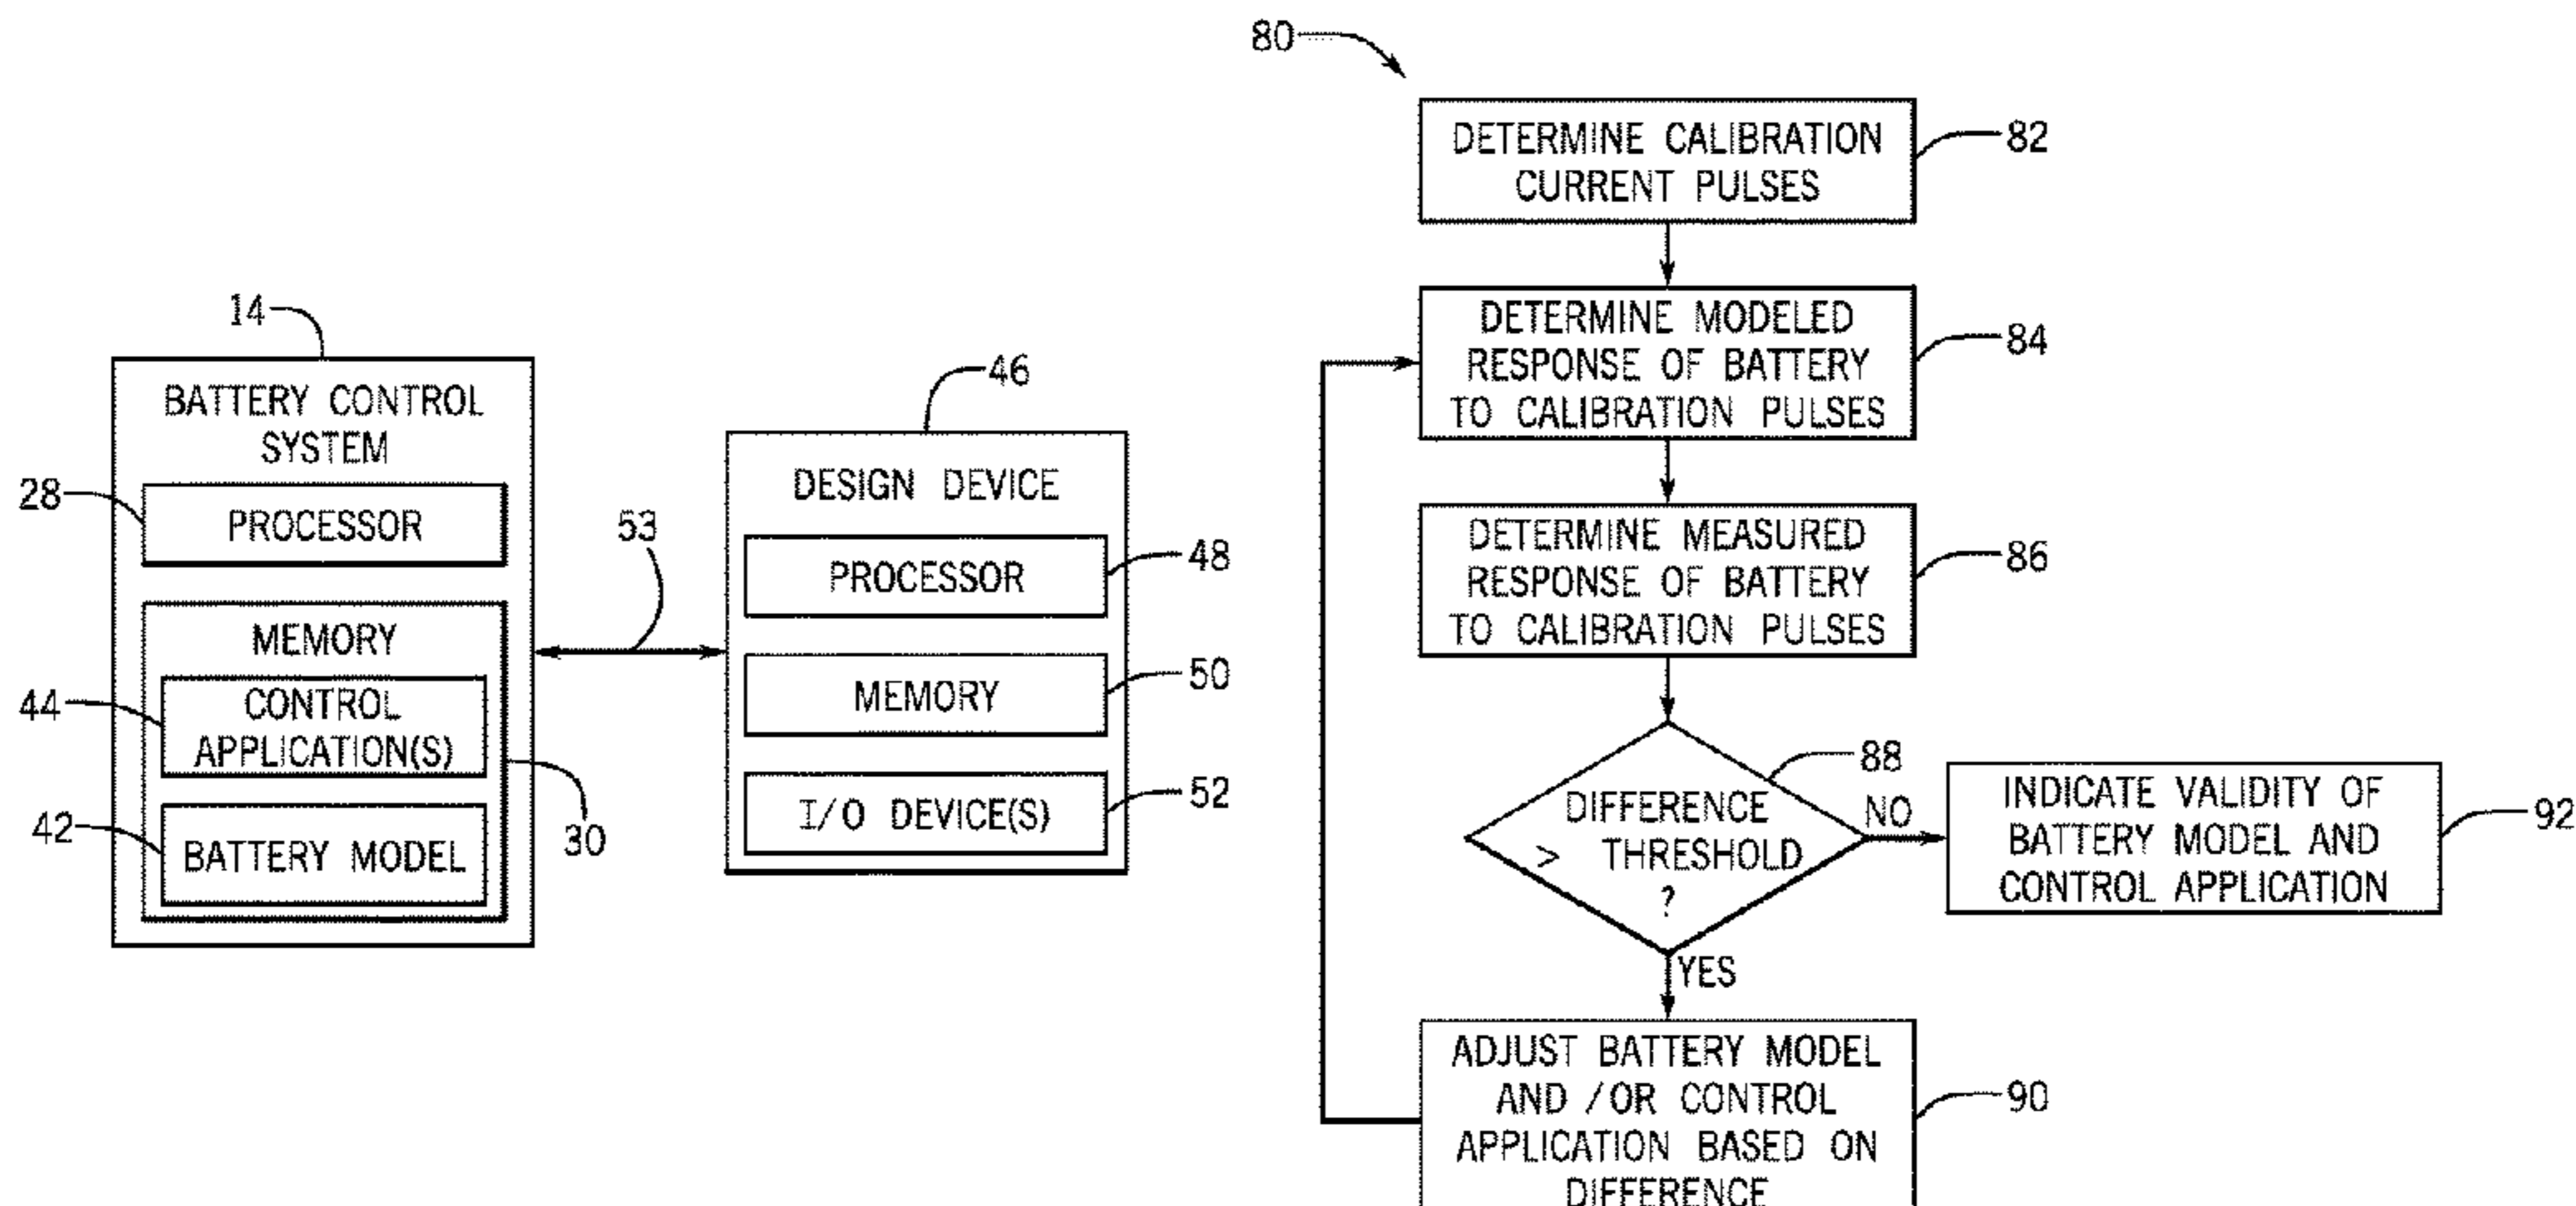 14
BATTERY CONTROL
SYSTEM
28
PROCESSOR
MEMORY
44
CONTROL
APPLICATION(S)
42
BATTERY MODEL
30
53
46
DESIGN DEVICE
PROCESSOR
48
MEMORY
50
I/O DEVICE(S)
52
80
DETERMINE CALIBRATION
CURRENT PULSES
82
DETERMINE MODELED
RESPONSE OF BATTERY
TO CALIBRATION PULSES
84
DETERMINE MEASURED
RESPONSE OF BATTERY
TO CALIBRATION PULSES
86
88
DIFFERENCE
> THRESHOLD
?
NO
YES
INDICATE VALIDITY OF
BATTERY MODEL AND
CONTROL APPLICATION
92
ADJUST BATTERY MODEL
AND /OR CONTROL
APPLICATION BASED ON
DIFFERENCE
90